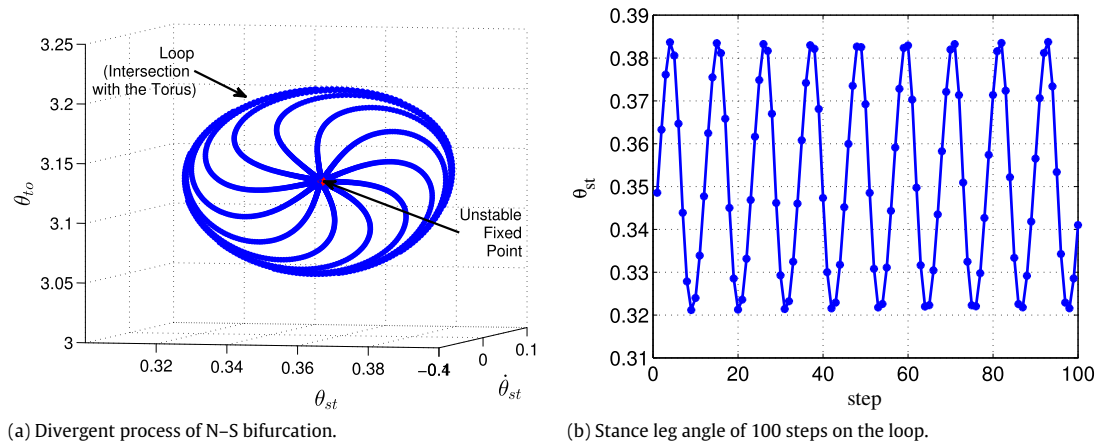 3.25
3.2
3.15
3.1
3.05
3
θto
Loop
(Intersection
with the Torus)
Unstable
Fixed
Point
0.32
0.34
0.36
0.38
0
0.1
θst
θ̇st
(a) Divergent process of N–S bifurcation.
0.39
0.38
0.37
0.36
0.35
0.34
0.33
0.32
0.31
θst
0
20
40
60
80
100
step
(b) Stance leg angle of 100 steps on the loop.